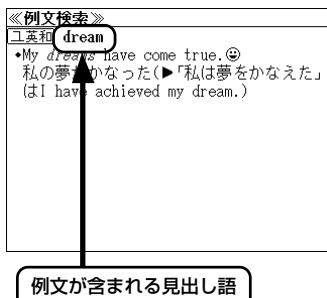 ≪例文検索≫
ユ英和 dream
◆My dreams have come true.☺
私の夢がかなった(▶「私は夢をかなえた」
はI have achieved my dream.)
例文が含まれる見出し語